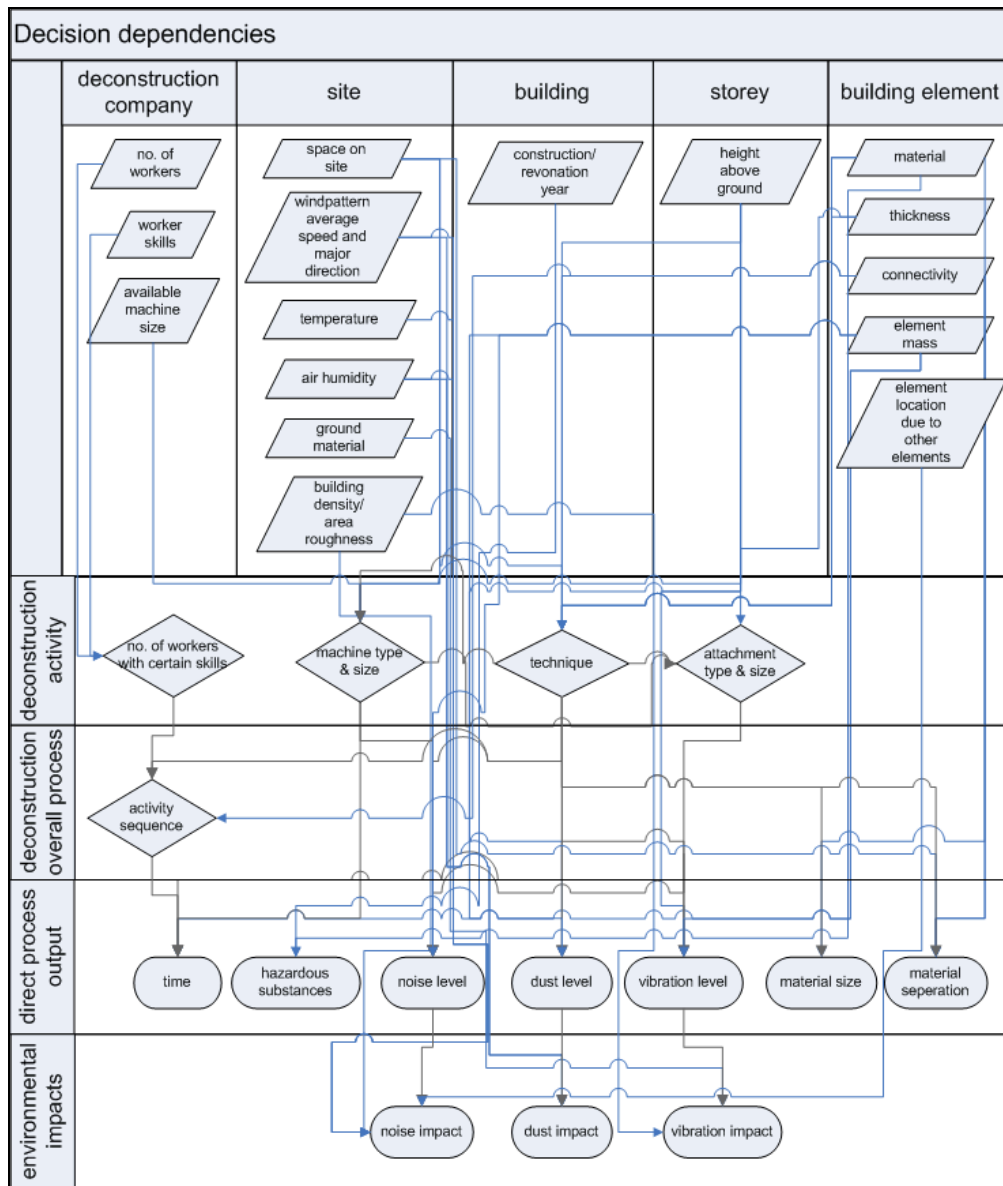 Decision dependencies
deconstruction
company
site
building
storey
building element
no. of
workers
worker
skills
available
machine
size
space on
site
windpattern
average
speed and
major
direction
temperature
air humidity
ground
material
building
density/
area
roughness
construction/
revonation
year
height
above
ground
material
thickness
connectivity
element
mass
element
location
due to
other
elements
deconstruction
activity
no. of workers
with certain skills
machine type
& size
technique
attachment
type & size
deconstruction
overall process
activity
sequence
direct process
output
time
hazardous
substances
noise level
dust level
vibration level
material size
material
seperation
environmental
impacts
noise impact
dust impact
vibration impact